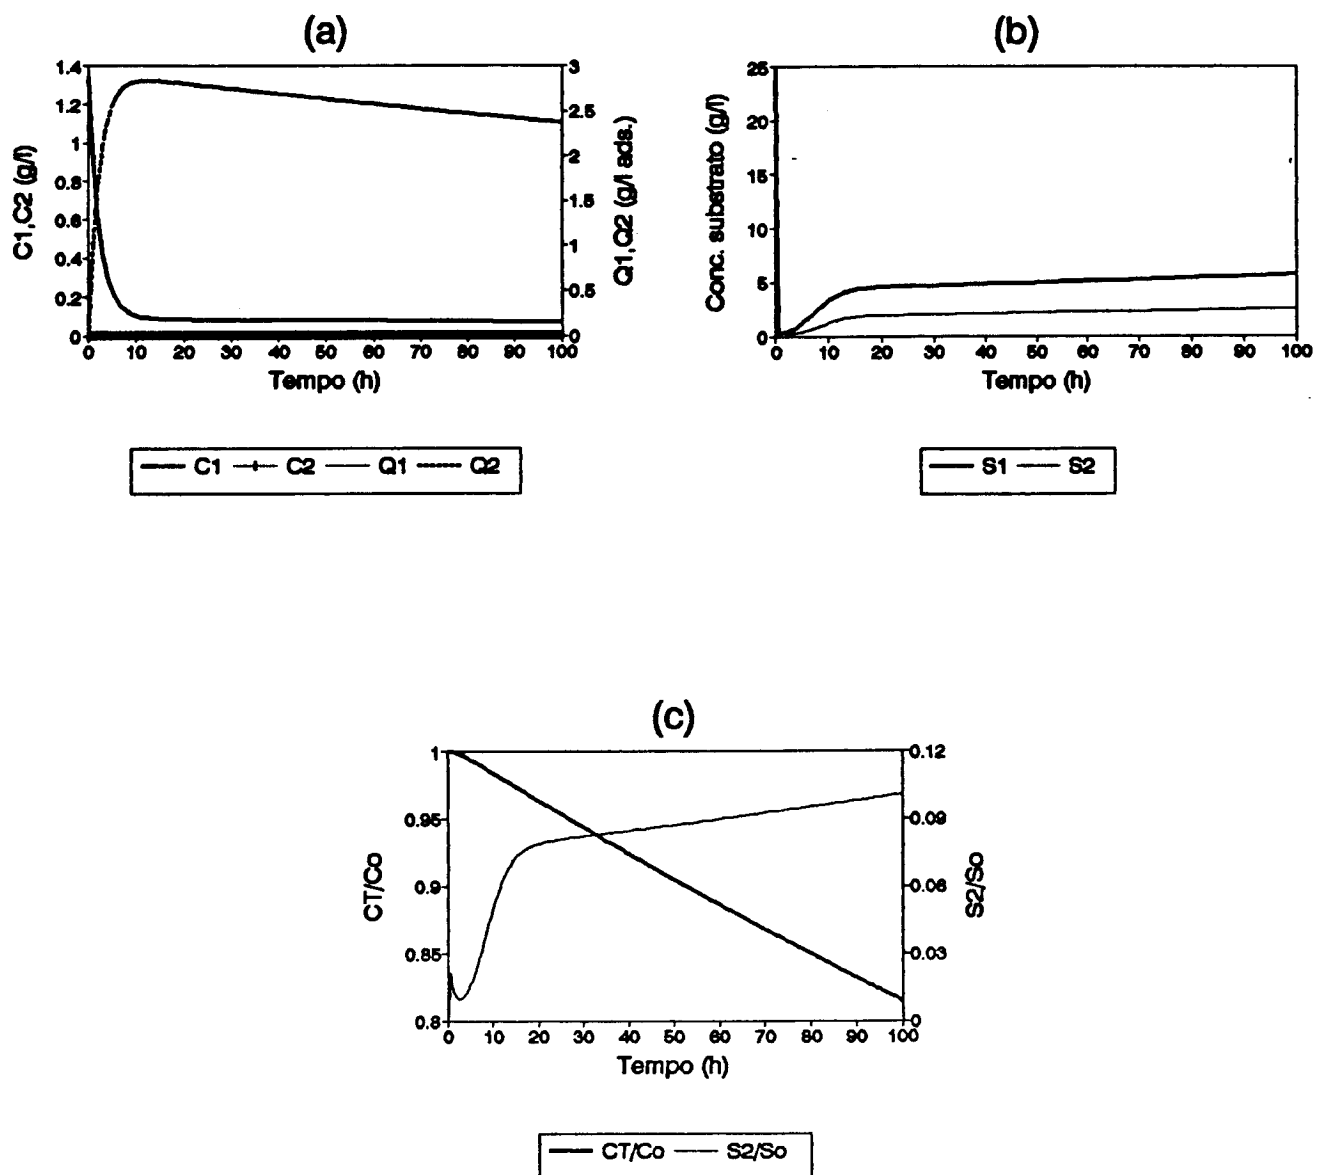 (a)
1.4
1.2
1
0.8
0.6
0.4
0.2
0
C1,C2 (g/l)
3
2.5
2
1.5
1
0.5
0
Q1,Q2 (g/l ads.)
0 10 20 30 40 50 60 70 80 90 100
Tempo (h)
C1 C2 Q1 Q2
(b)
25
20
15
10
5
0
Conc. substrato (g/l)
0 10 20 30 40 50 60 70 80 90 100
Tempo (h)
S1 S2
(c)
1
0.95
0.9
0.85
0.8
CT/Co
0.12
0.09
0.06
0.03
0
S2/So
0 10 20 30 40 50 60 70 80 90 100
Tempo (h)
CT/Co S2/So